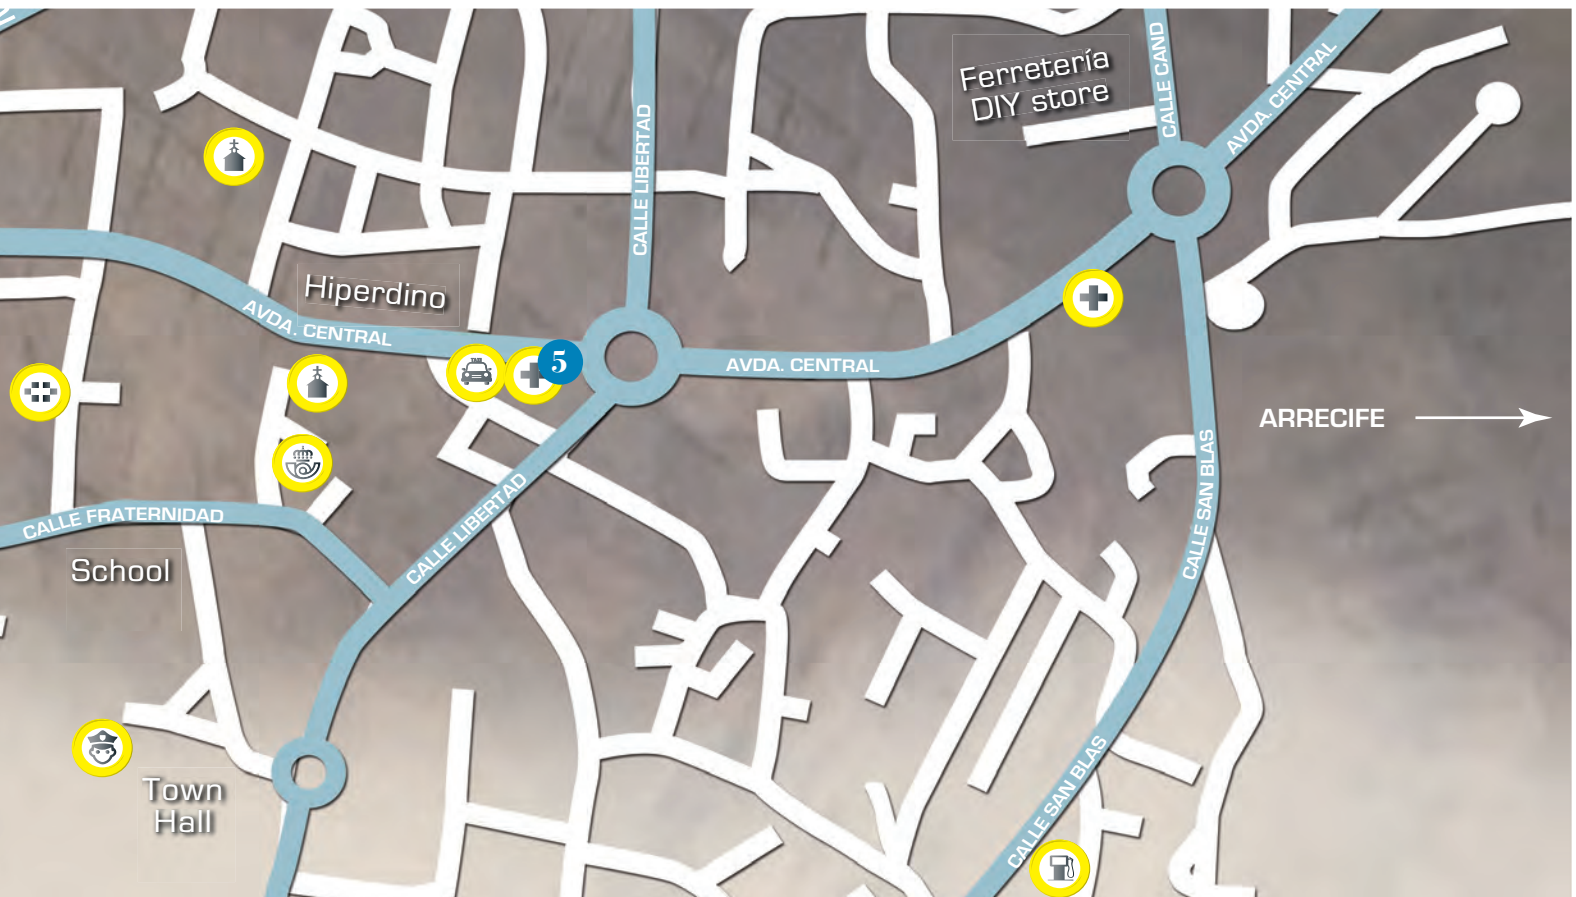 Ferretería
DIY store
CALLE CAND
AVDA. CENTRAL
CALLE LIBERTAD
Hiperdino
AVDA. CENTRAL
TAXI
5
AVDA. CENTRAL
ARRECIFE
CALLE SAN BLAS
CALLE LIBERTAD
CALLE FRATERNIDAD
School
Town
Hall
CALLE SAN BLAS